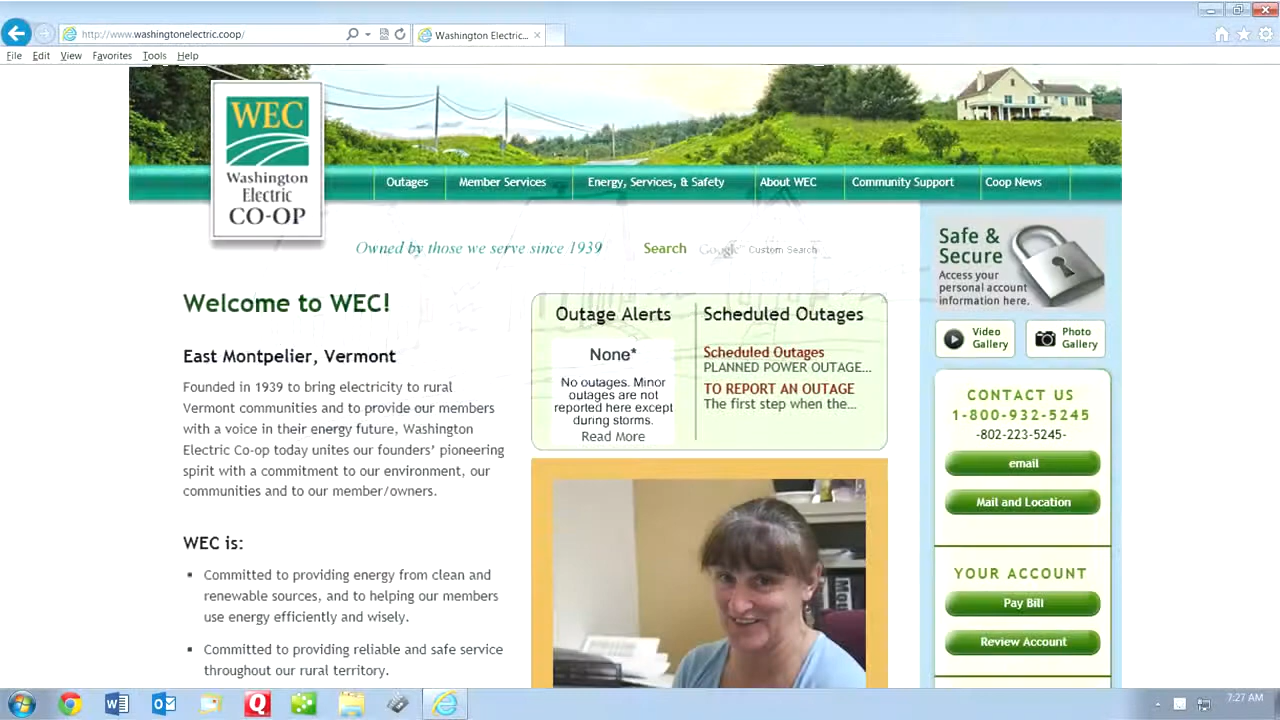 http://www.washingtonelectric.coop/
Washington Electric...
File Edit View Favorites Tools Help
WEC
Washington
Electric
CO-OP
Outages Member Services Energy, Services, & Safety About WEC Community Support Coop News
Owned by those we serve since 1939
Search
Google Custom Search
Safe &
Secure
Access your
personal account
information here.
Video
Gallery
Photo
Gallery
Welcome to WEC!
East Montpelier, Vermont
Founded in 1939 to bring electricity to rural
Vermont communities and to provide our members
with a voice in their energy future, Washington
Electric Co-op today unites our founders’ pioneering
spirit with a commitment to our environment, our
communities and to our member/owners.
WEC is:
Committed to providing energy from clean and
renewable sources, and to helping our members
use energy efficiently and wisely.
Committed to providing reliable and safe service
throughout our rural territory.
Outage Alerts
None*
No outages. Minor
outages are not
reported here except
during storms.
Read More
Scheduled Outages
Scheduled Outages
PLANNED POWER OUTAGE...
TO REPORT AN OUTAGE
The first step when the...
CONTACT US
1-800-932-5245
-802-223-5245-
email
Mail and Location
YOUR ACCOUNT
Pay Bill
Review Account
7:27 AM